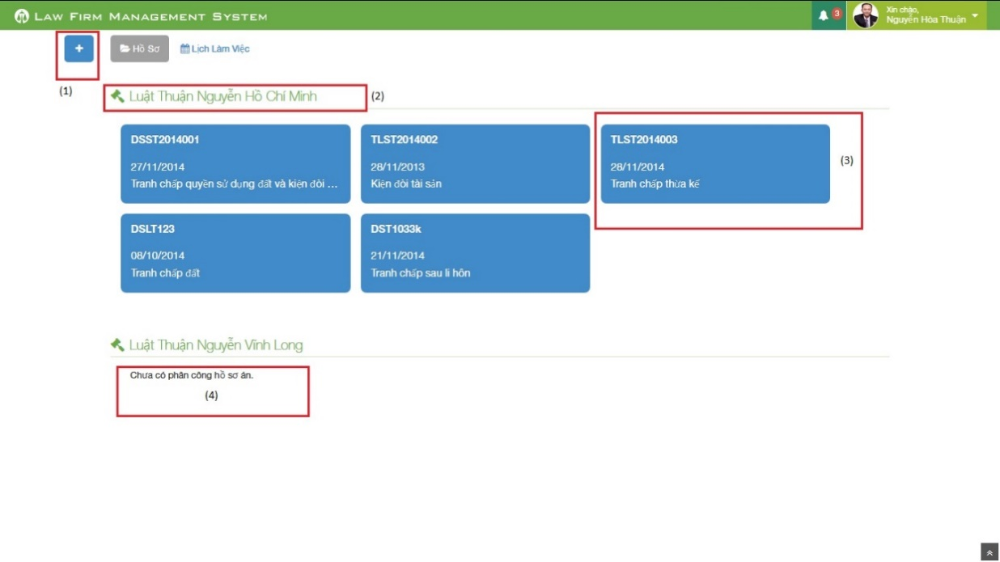 LAW FIRM MANAGEMENT SYSTEM
3
Xin chào,
Nguyễn Hòa Thuận
+
Hồ Sơ
Lịch Làm Việc
(1)
Luật Thuận Nguyễn Hồ Chí Minh
(2)
DSST2014001
27/11/2014
Tranh chấp quyền sử dụng đất và kiện đòi ...
TLST2014002
28/11/2013
Kiện đòi tài sản
TLST2014003
28/11/2014
Tranh chấp thừa kế
(3)
DSLT123
08/10/2014
Tranh chấp đất
DST1033k
21/11/2014
Tranh chấp sau li hôn
Luật Thuận Nguyễn Vĩnh Long
Chưa có phân công hồ sơ án.
(4)